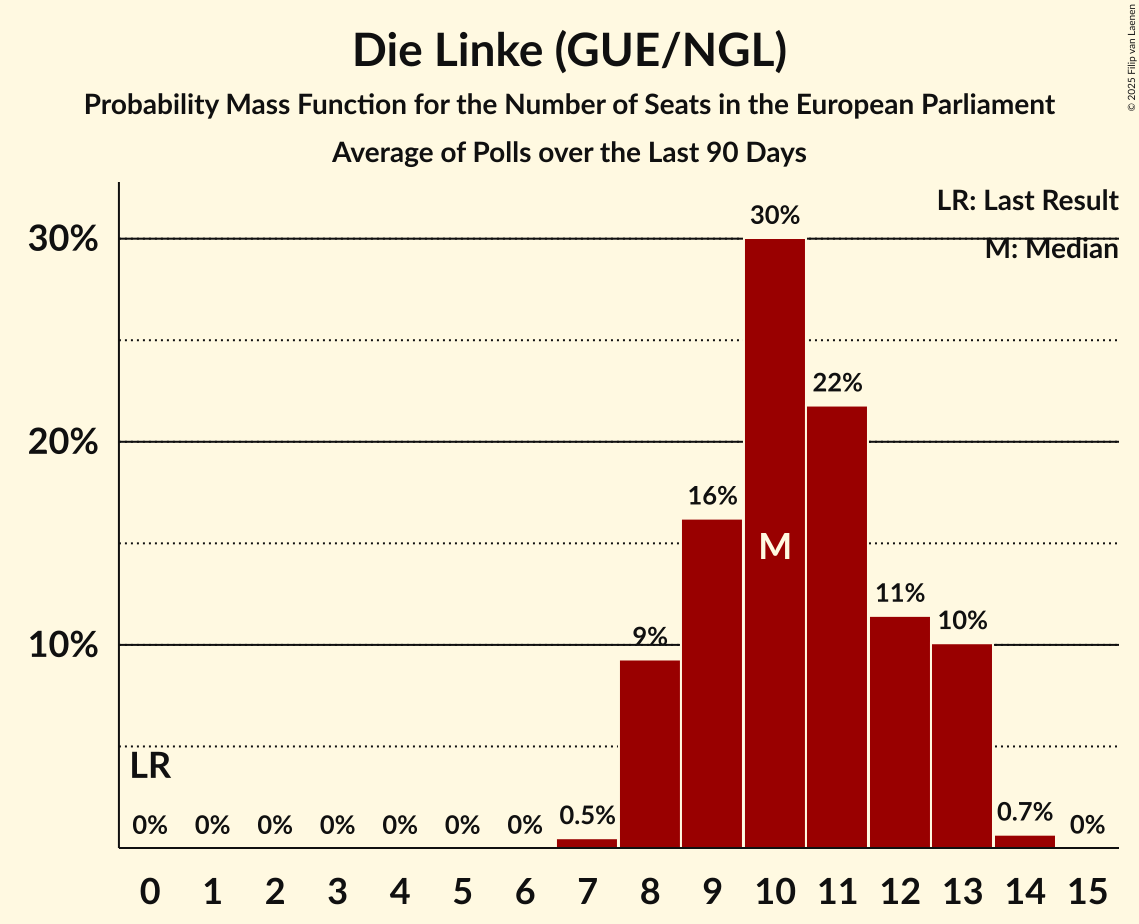 Die Linke (GUE/NGL)
Probability Mass Function for the Number of Seats in the European Parliament
Average of Polls over the Last 90 Days
© 2025 Filip van Laenen
LR: Last Result
M: Median
30%
20%
10%
LR
0%
0%
0%
0%
0%
0%
0%
0.5%
9%
16%
30%
M
22%
11%
10%
0.7%
0%
0 1 2 3 4 5 6 7 8 9 10 11 12 13 14 15